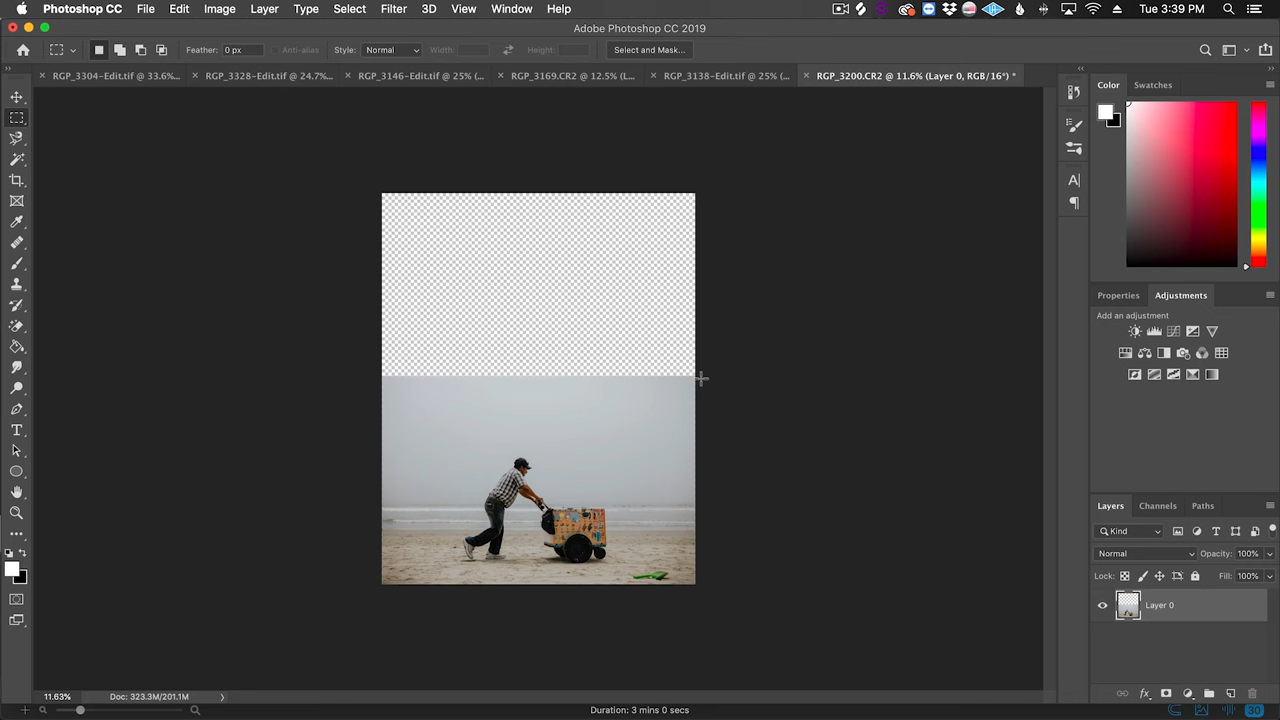 Photoshop CC File Edit Image Layer Type Select Filter 3D View Window Help Tue 3:39 PM
Adobe Photoshop CC 2019
Feather: 0 px Anti-alias Style: Normal Width: Height: Select and Mask...
RGP_3304-Edit.tif @ 33.6%... RGP_3328-Edit.tif @ 24.7%... RGP_3146-Edit.tif @ 25% (... RGP_3169.CR2 @ 12.5% (L... RGP_3138-Edit.tif @ 25% (... RGP_3200.CR2 @ 11.6% (Layer 0, RGB/16*) *
Color Swatches
Properties Adjustments
Add an adjustment
Layers Channels Paths
Kind
Normal Opacity: 100%
Lock: Fill: 100%
Layer 0
11.63% Doc: 323.3M/201.1M
Duration: 3 mins 0 secs
30